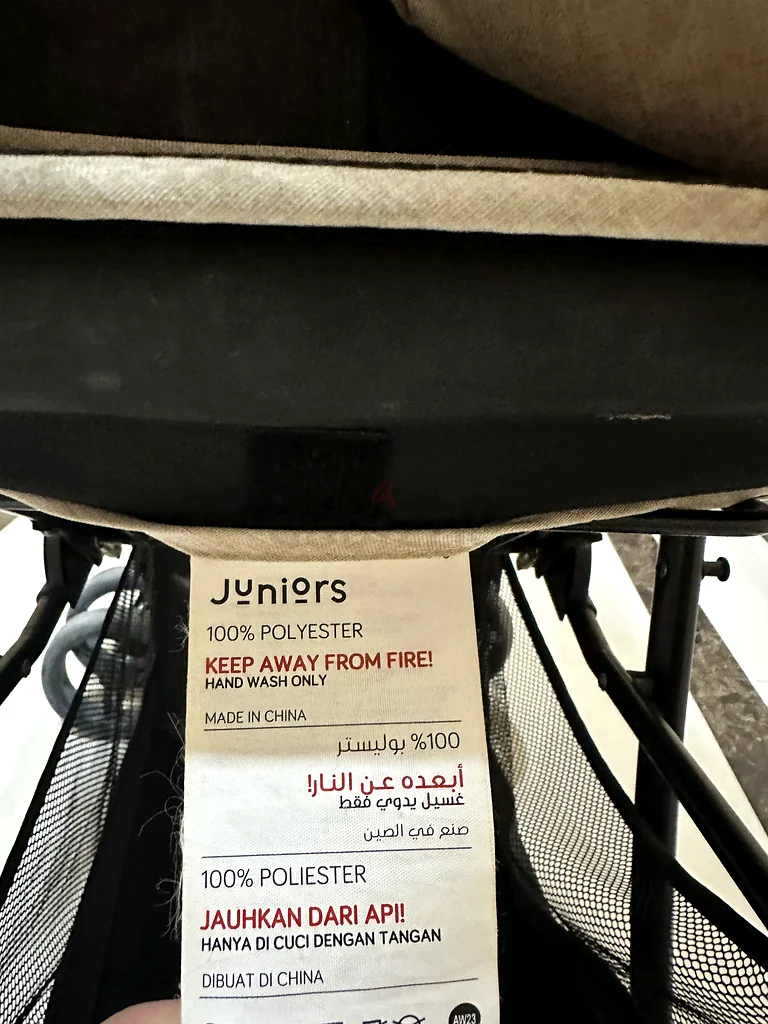 Juniors
100% POLYESTER
KEEP AWAY FROM FIRE!
HAND WASH ONLY
MADE IN CHINA
100% بوليستر
أبعده عن النار!
غسيل يدوي فقط
صنع في الصين
100% POLIESTER
JAUHKAN DARI API!
HANYA DI CUCI DENGAN TANGAN
DIBUAT DI CHINA
AW23